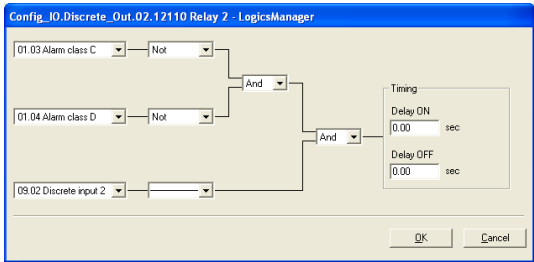 Config_IO.Discrete_Out.02.12110 Relay 2 - LogicsManager
01.03 Alarm class C
Not
And
Timing
Delay ON
01.04 Alarm class D
Not
0.00 sec
And
Delay OFF
0.00 sec
09.02 Discrete input 2
OK
Cancel